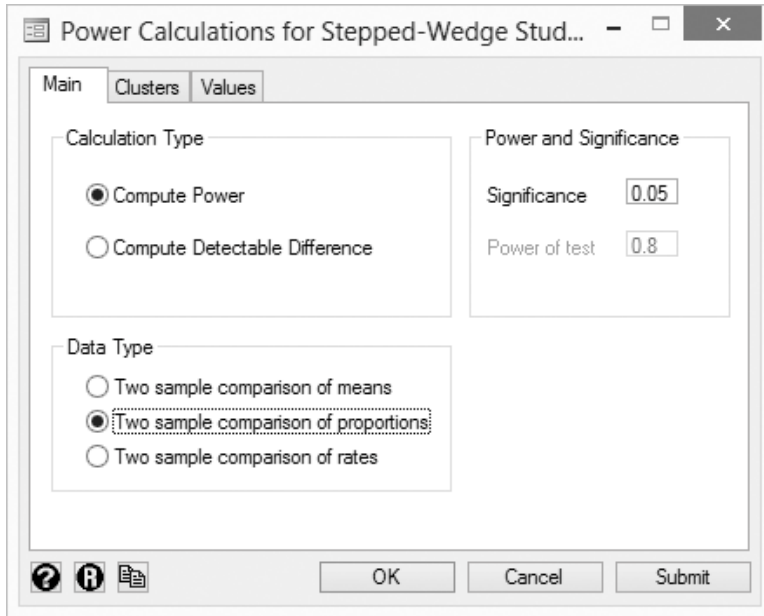 Power Calculations for Stepped-Wedge Stud...
Main Clusters Values
Calculation Type
Compute Power
Compute Detectable Difference
Power and Significance
Significance 0.05
Power of test 0.8
Data Type
Two sample comparison of means
Two sample comparison of proportions
Two sample comparison of rates
? R
OK Cancel Submit